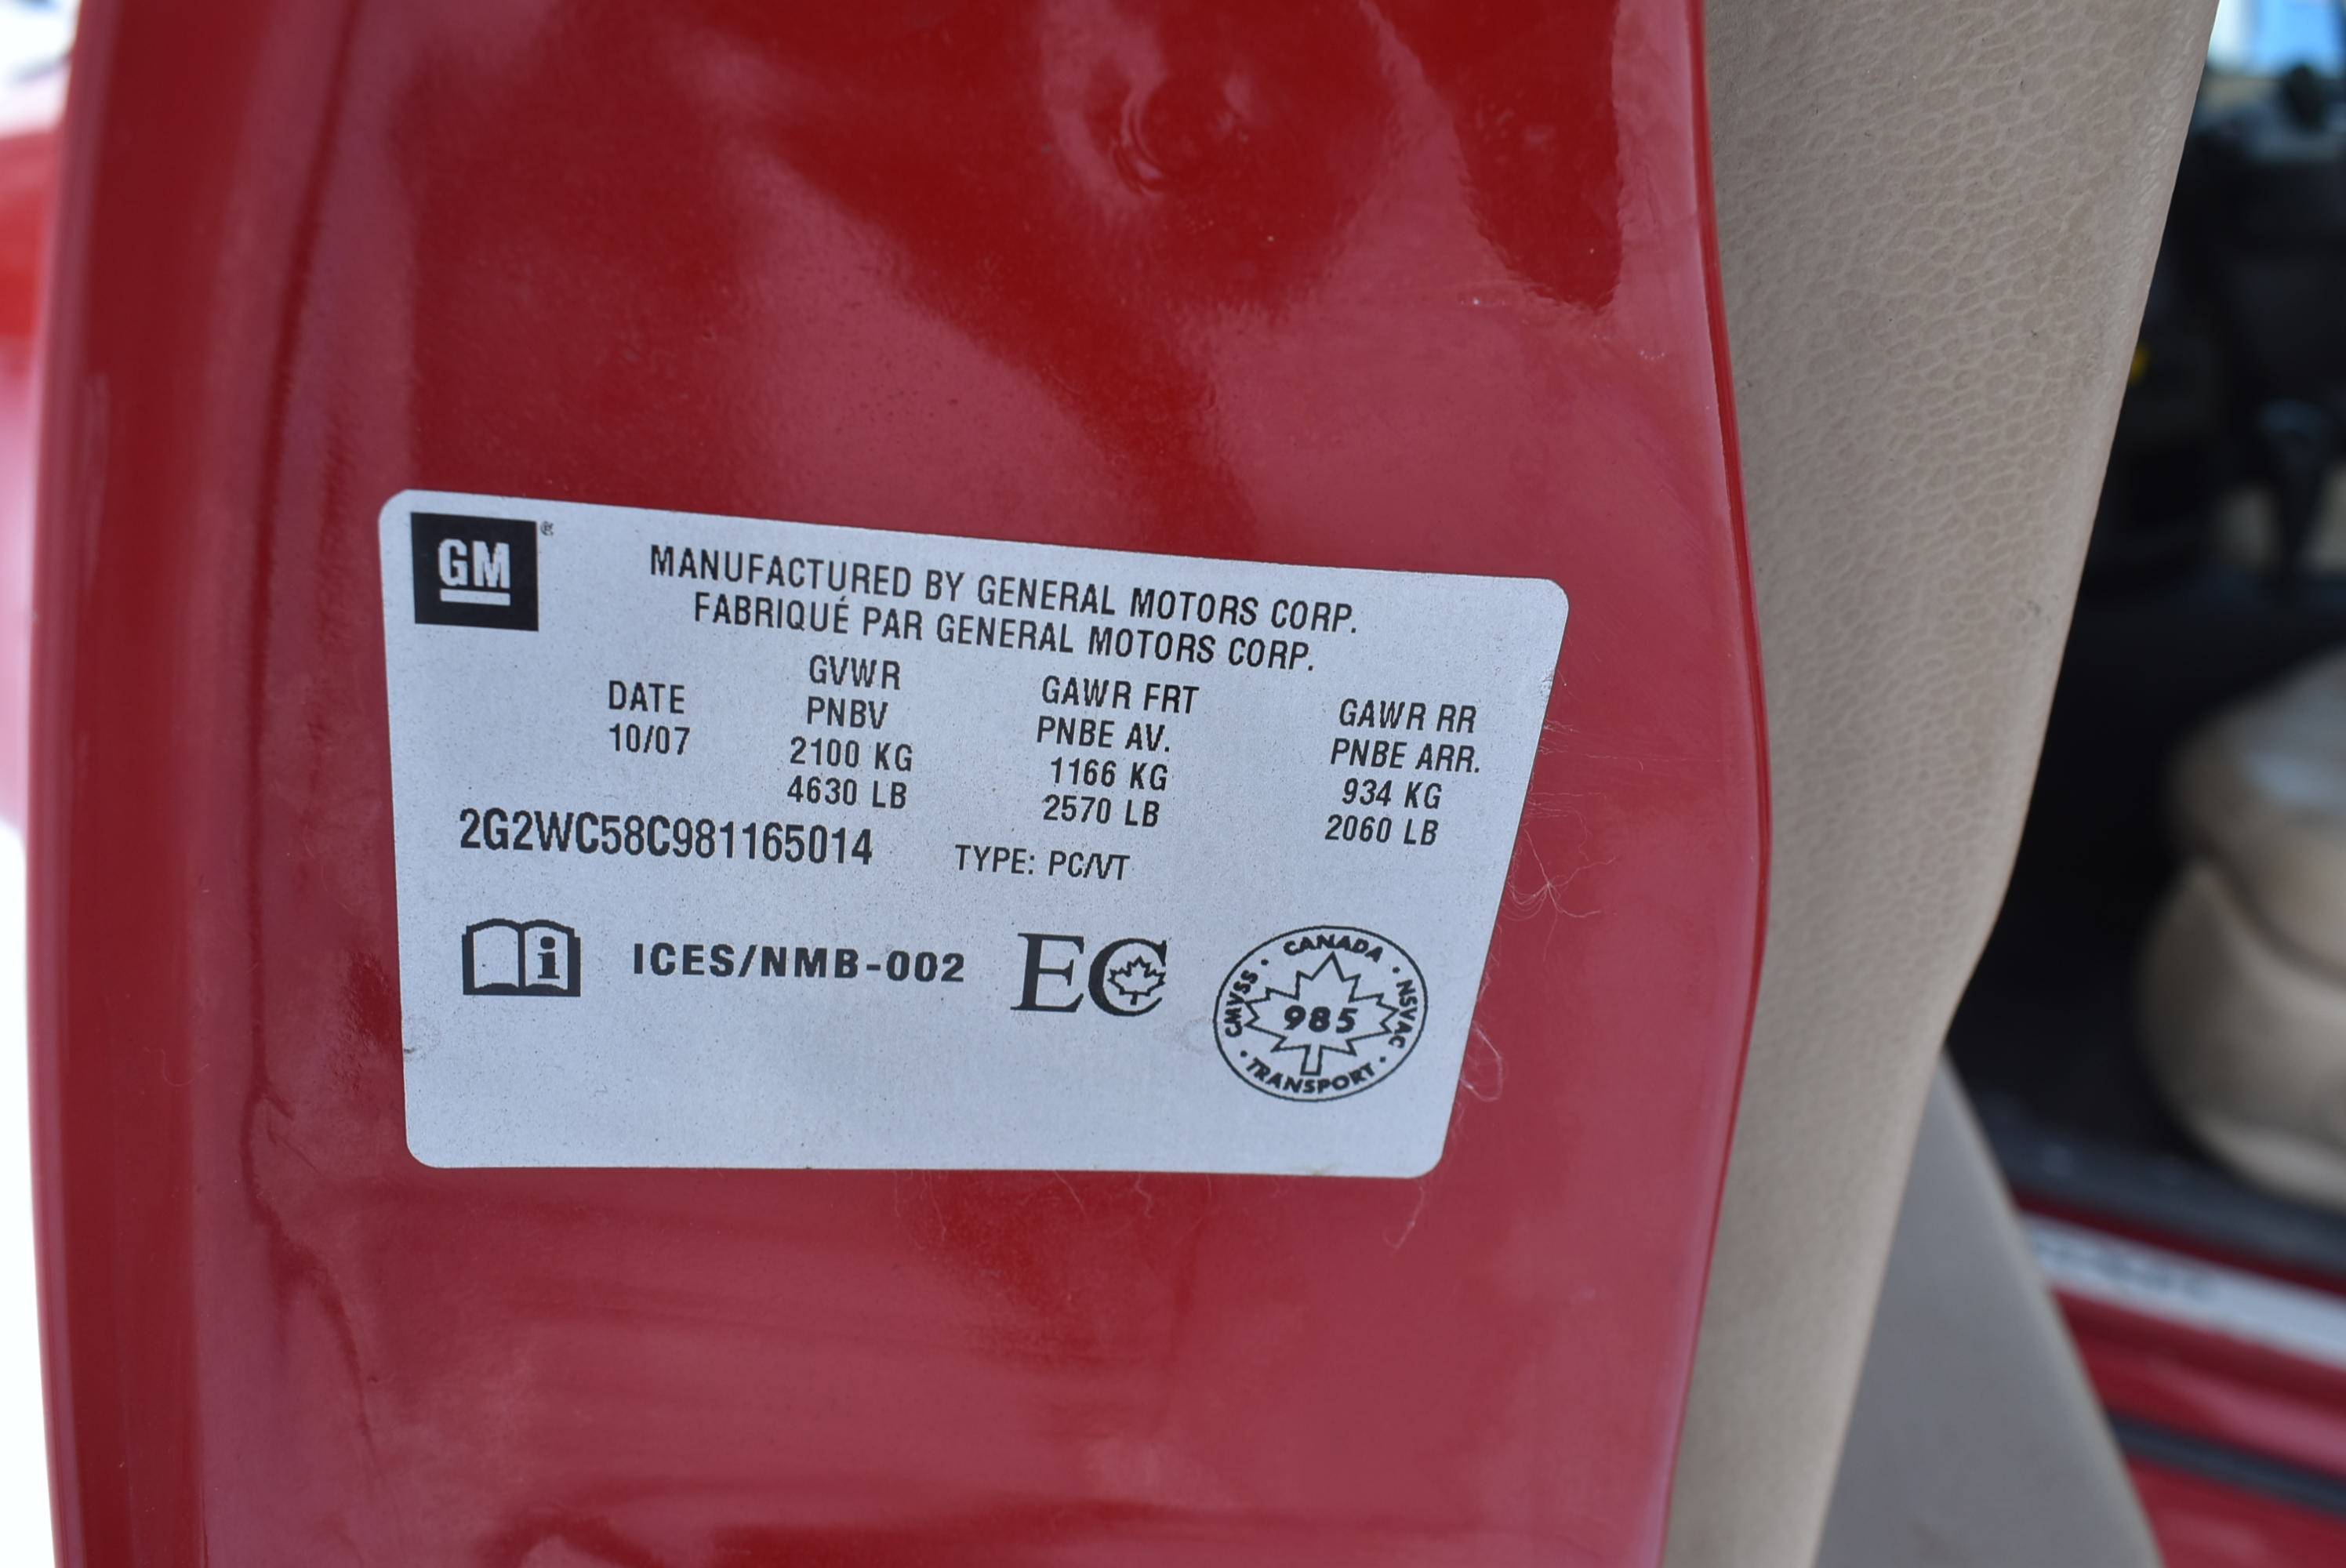 GM®
MANUFACTURED BY GENERAL MOTORS CORP.
FABRIQUÉ PAR GENERAL MOTORS CORP.
DATE
10/07
GVWR
PNBV
2100 KG
4630 LB
GAWR FRT
PNBE AV.
1166 KG
2570 LB
GAWR RR
PNBE ARR.
934 KG
2060 LB
2G2WC58C981165014 TYPE: PC/VT
i ICES/NMB-002 EC
CANADA · NSVAC · TRANSPORT · CMVSS ·
985